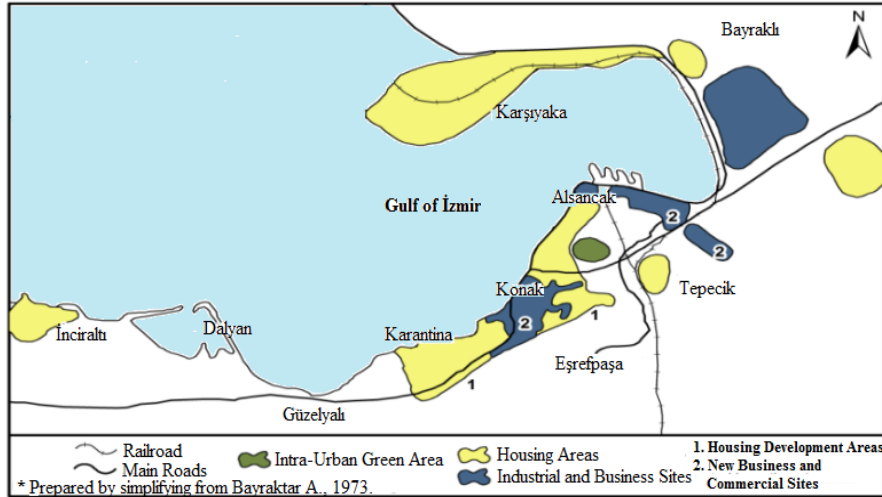 N
Bayraklı
Karşıyaka
Alsancak
Gulf of İzmir
2
2
Konak
Tepecik
İnciraltı
Dalyan
Karantina
2
1
Eşrefpaşa
1
Güzelyalı
Railroad
Main Roads
Intra-Urban Green Area
Housing Areas
Industrial and Business Sites
1. Housing Development Areas
2. New Business and
Commercial Sites
* Prepared by simplifying from Bayraktar A., 1973.